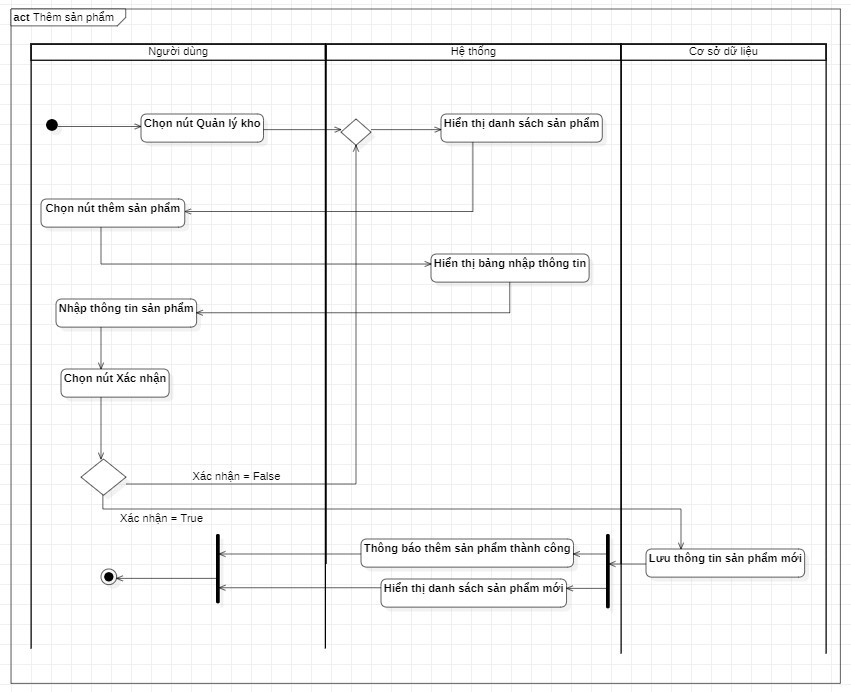 act Thêm sản phẩm
Người dùng
Hệ thống
Cơ sở dữ liệu
Chọn nút Quản lý kho
Hiển thị danh sách sản phẩm
Chọn nút thêm sản phẩm
Hiển thị bảng nhập thông tin
Nhập thông tin sản phẩm
Chọn nút Xác nhận
Xác nhận = False
Xác nhận = True
Thông báo thêm sản phẩm thành công
Lưu thông tin sản phẩm mới
Hiển thị danh sách sản phẩm mới